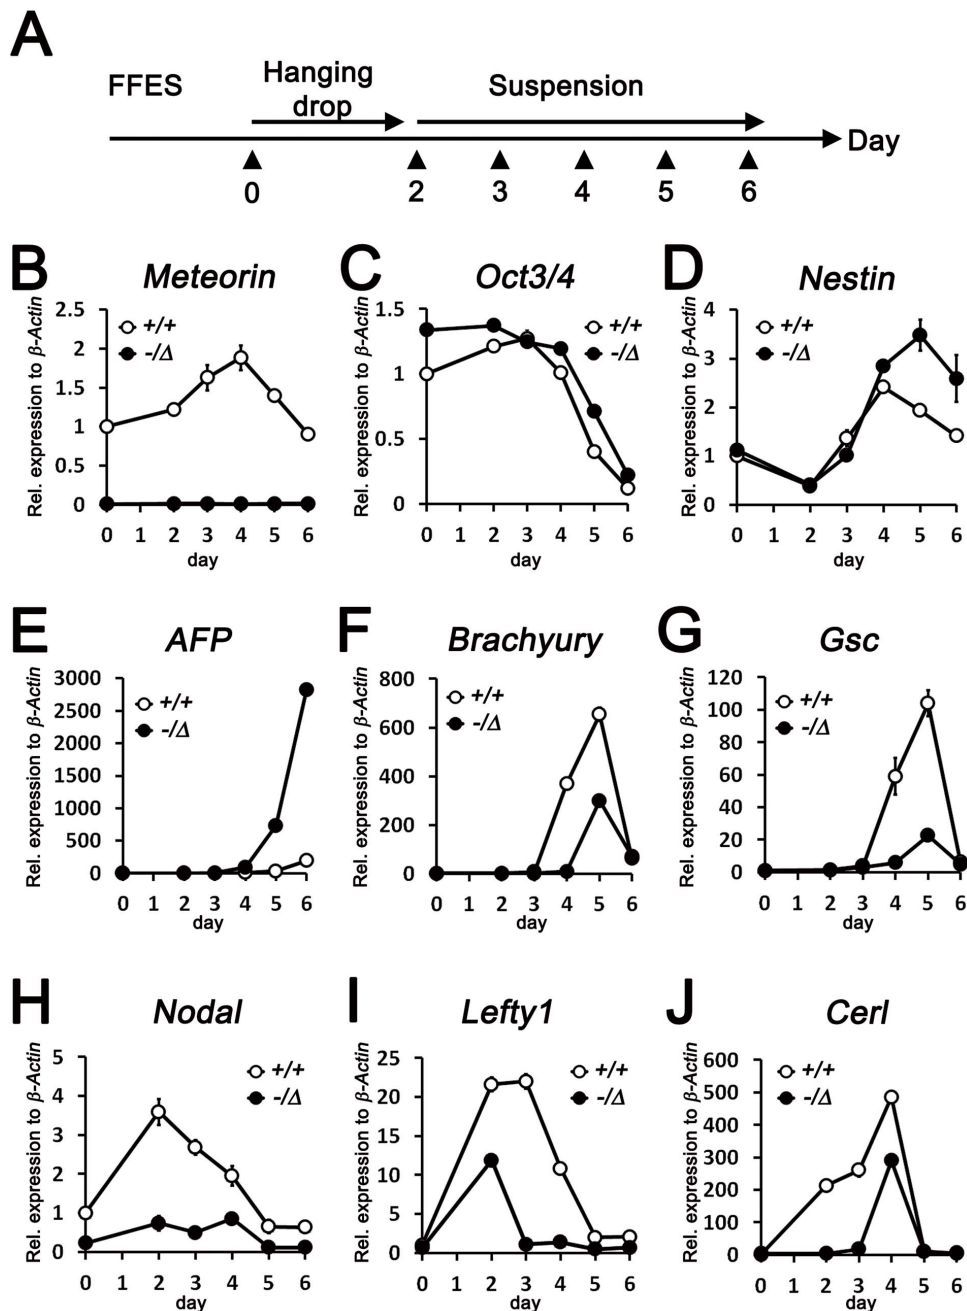 A
FFES
Hanging
drop
Suspension
Day
0 2 3 4 5 6
B
Meteorin
Rel. expression to β-Actin
2.5
2
1.5
1
0.5
0
+/+
-/Δ
0 1 2 3 4 5 6
day
C
Oct3/4
Rel. expression to β-Actin
1.5
1
0.5
0
+/+
-/Δ
0 1 2 3 4 5 6
day
D
Nestin
Rel. expression to β-Actin
4
3
2
1
0
+/+
-/Δ
0 1 2 3 4 5 6
day
E
AFP
Rel. expression to β-Actin
3000
2500
2000
1500
1000
500
0
+/+
-/Δ
0 1 2 3 4 5 6
day
F
Brachyury
Rel. expression to β-Actin
800
600
400
200
0
+/+
-/Δ
0 1 2 3 4 5 6
day
G
Gsc
Rel. expression to β-Actin
120
100
80
60
40
20
0
+/+
-/Δ
0 1 2 3 4 5 6
day
H
Nodal
Rel. expression to β-Actin
5
4
3
2
1
0
+/+
-/Δ
0 1 2 3 4 5 6
day
I
Lefty1
Rel. expression to β-Actin
25
20
15
10
5
0
+/+
-/Δ
0 1 2 3 4 5 6
day
J
Cerl
Rel. expression to β-Actin
600
500
400
300
200
100
0
+/+
-/Δ
0 1 2 3 4 5 6
day